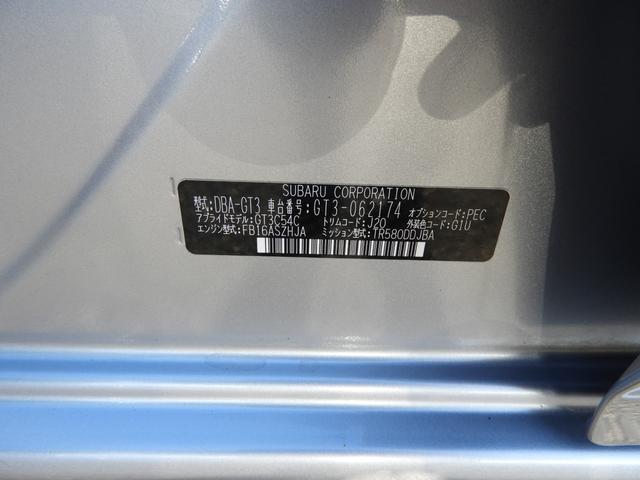 SUBARU CORPORATION
型式:DBA-GT3 車台番号:GT3-062174 オプションコード:PEC
アプライドモデル:GT3C54C トリムコード:J20 外装色コード:G1U
エンジン型式:FB16ASZHJA ミッション型式:TR580DDJBA